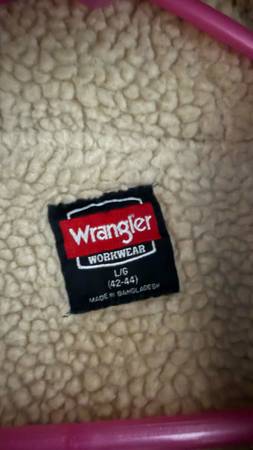 Wrangler
WORKWEAR
L/G
(42-44)
MADE IN BANGLADESH